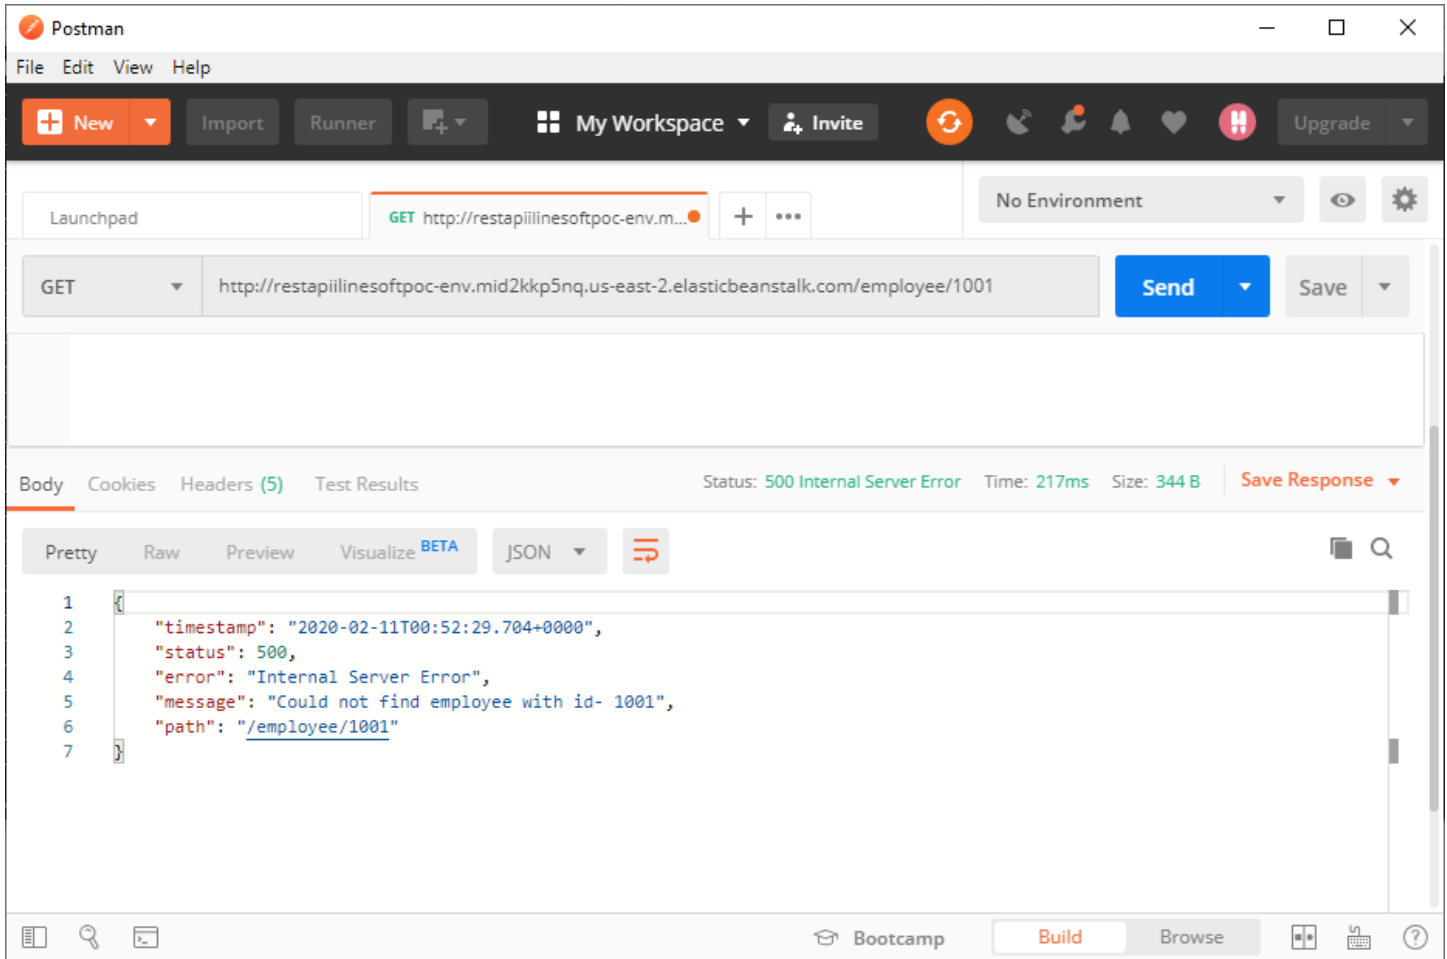 Postman
File Edit View Help
New Import Runner My Workspace Invite Upgrade
Launchpad GET http://restapiilinesoftpoc-env.m... No Environment
GET http://restapiilinesoftpoc-env.mid2kkp5nq.us-east-2.elasticbeanstalk.com/employee/1001 Send Save
Body Cookies Headers (5) Test Results Status: 500 Internal Server Error Time: 217ms Size: 344 B Save Response
Pretty Raw Preview Visualize BETA JSON
1 {
2 "timestamp": "2020-02-11T00:52:29.704+0000",
3 "status": 500,
4 "error": "Internal Server Error",
5 "message": "Could not find employee with id- 1001",
6 "path": "/employee/1001"
7 }
Bootcamp Build Browse